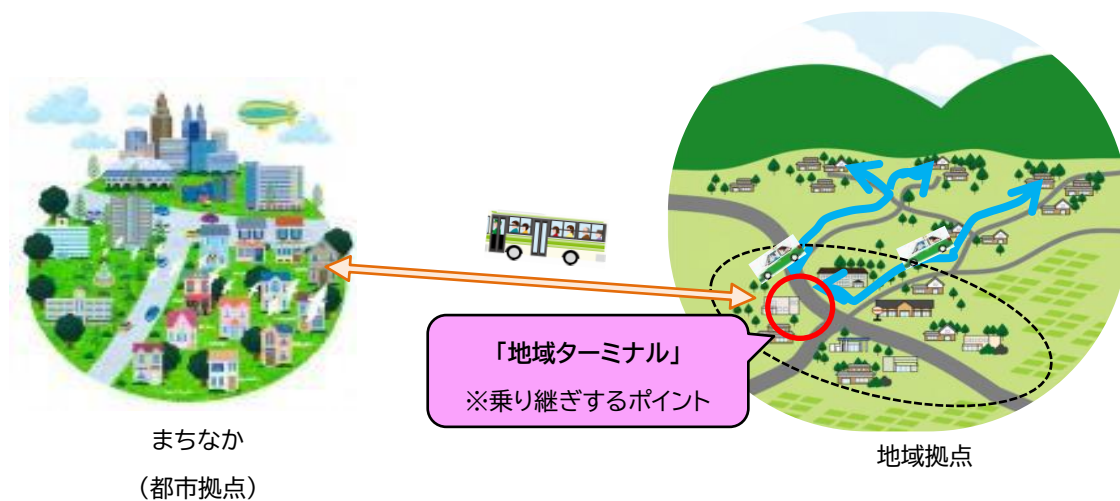 「地域ターミナル」
※乗り継ぎするポイント
まちなか
（都市拠点）
地域拠点